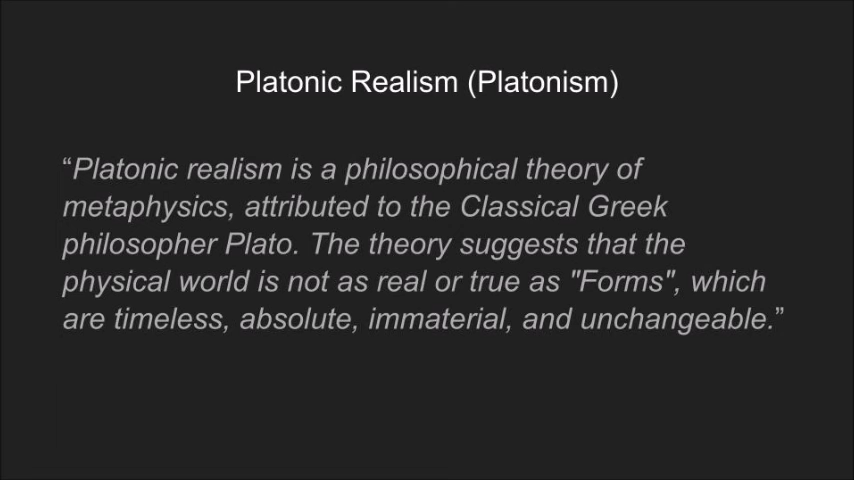 Platonic Realism (Platonism)
“Platonic realism is a philosophical theory of
metaphysics, attributed to the Classical Greek
philosopher Plato. The theory suggests that the
physical world is not as real or true as "Forms", which
are timeless, absolute, immaterial, and unchangeable.”